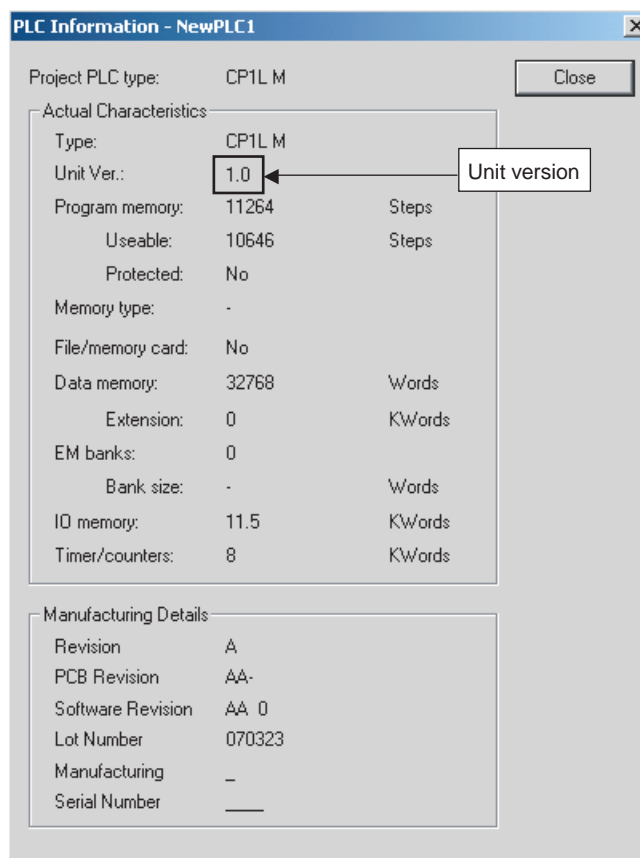 PLC Information - NewPLC1
Project PLC type: CP1L M Close
Actual Characteristics
Type: CP1L M
Unit Ver.: 1.0 Unit version
Program memory: 11264 Steps
Useable: 10646 Steps
Protected: No
Memory type: -
File/memory card: No
Data memory: 32768 Words
Extension: 0 KWords
EM banks: 0
Bank size: - Words
IO memory: 11.5 KWords
Timer/counters: 8 KWords
Manufacturing Details
Revision A
PCB Revision AA-
Software Revision AA 0
Lot Number 070323
Manufacturing _
Serial Number ____